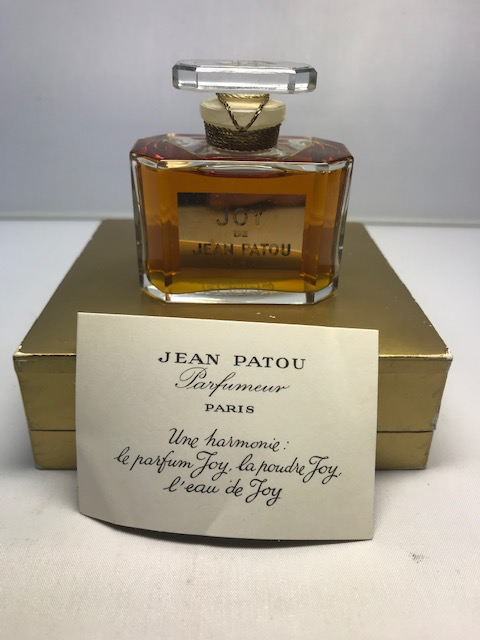 JOY
DE
JEAN PATOU
JEAN PATOU
Parfumeur
PARIS
Une harmonie:
le parfum Joy, la poudre Joy,
l'eau de Joy